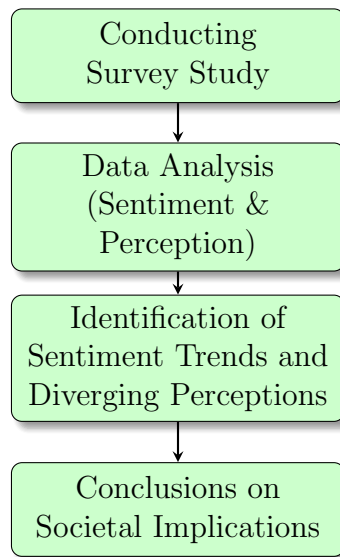 Conducting
Survey Study
Data Analysis
(Sentiment &
Perception)
Identification of
Sentiment Trends and
Diverging Perceptions
Conclusions on
Societal Implications